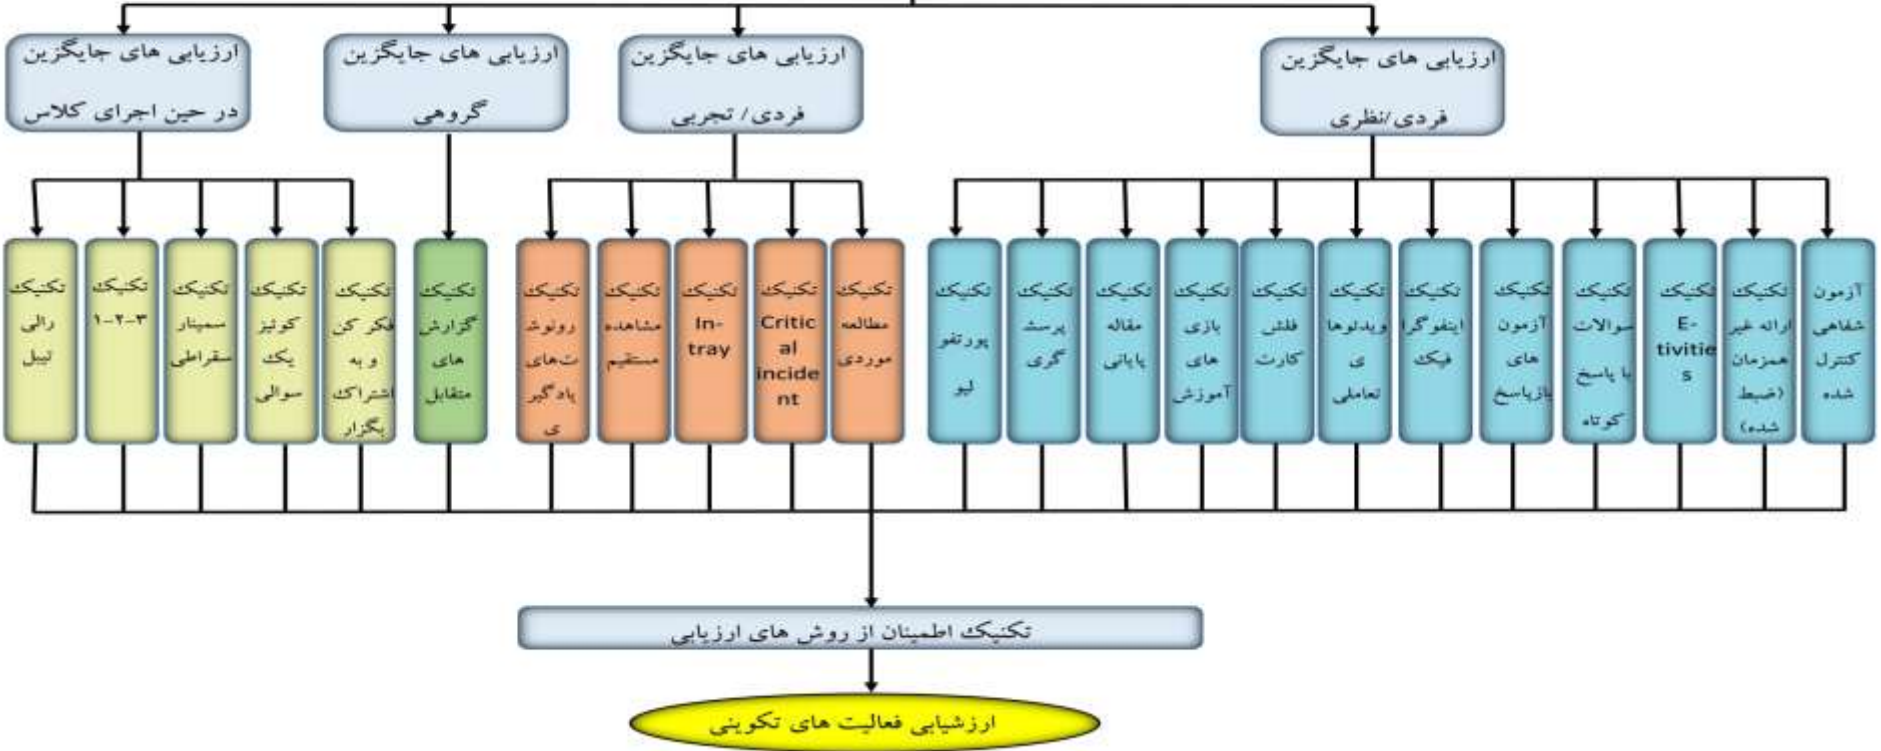 ارزیابی های جایگزین
فردی/نظری
ارزیابی های جایگزین
فردی/ تجربی
ارزیابی های جایگزین
گروهی
ارزیابی های جایگزین
در حین اجرای کلاس
آزمون
شفاهی
کنترل
شده
تکنیک
ارائه غیر
همزمان
(ضبط
شده)
تکنیک
E-
tivitie
s
تکنیک
سوالات
با پاسخ
کوتاه
تکنیک
آزمون
های
بازپاسخ
تکنیک
اینفوگرا
فیک
تکنیک
ویدئوها
ی
تعاملی
تکنیک
فلش
کارت
تکنیک
بازی
های
آموزش
تکنیک
مقاله
پایانی
تکنیک
پرسش
گری
تکنیک
پورتفو
لیو
تکنیک
مطالعه
موردی
تکنیک
Critic
al
incide
nt
تکنیک
In-
tray
تکنیک
مشاهده
مستقیم
تکنیک
رونوشـ
ـت‌های
یادگیر
ی
تکنیک
گزارش
های
متقابل
تکنیک
فکر کن
و به
اشتراک
بگزار
تکنیک
کوئیز
یک
سوالی
تکنیک
سمینار
سقراطی
تکنیک
۱-۲-۳
تکنیک
رالی
تیبل
تکنیک اطمینان از روش های ارزیابی
ارزشیابی فعالیت های تکوینی